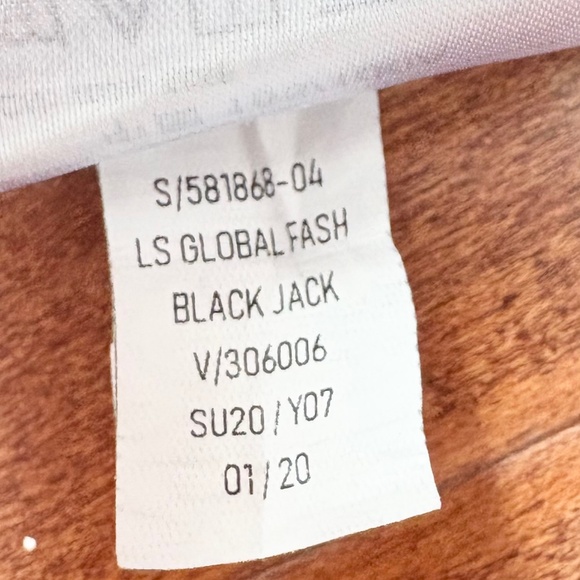 S/581868-04
LS GLOBAL FASH
BLACK JACK
V/306006
SU20/Y07
01/20